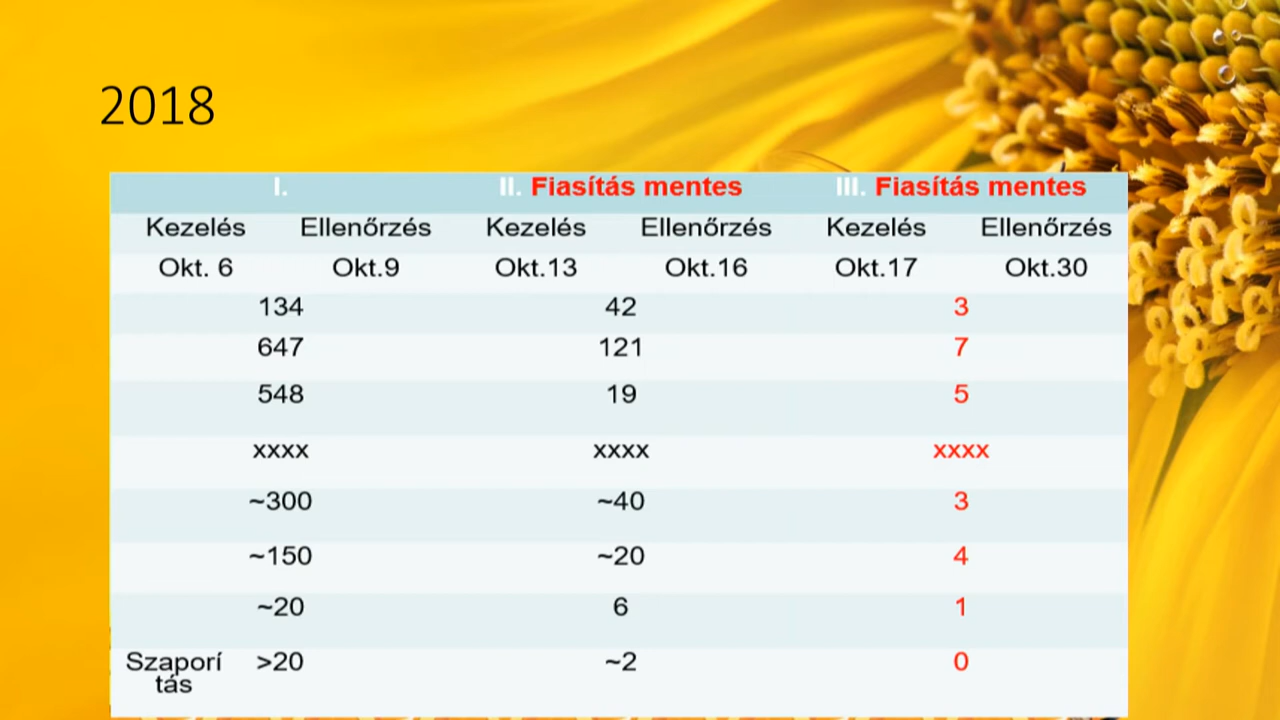 2018
I. II. Fiasítás mentes III. Fiasítás mentes
Kezelés Ellenőrzés Kezelés Ellenőrzés Kezelés Ellenőrzés
Okt. 6 Okt.9 Okt.13 Okt.16 Okt.17 Okt.30
134 42 3
647 121 7
548 19 5
xxxx xxxx xxxx
~300 ~40 3
~150 ~20 4
~20 6 1
Szaporí >20 ~2 0
tás